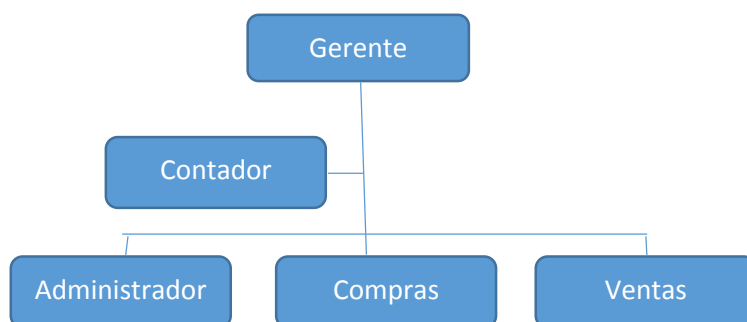 Gerente
Contador
Administrador
Compras
Ventas